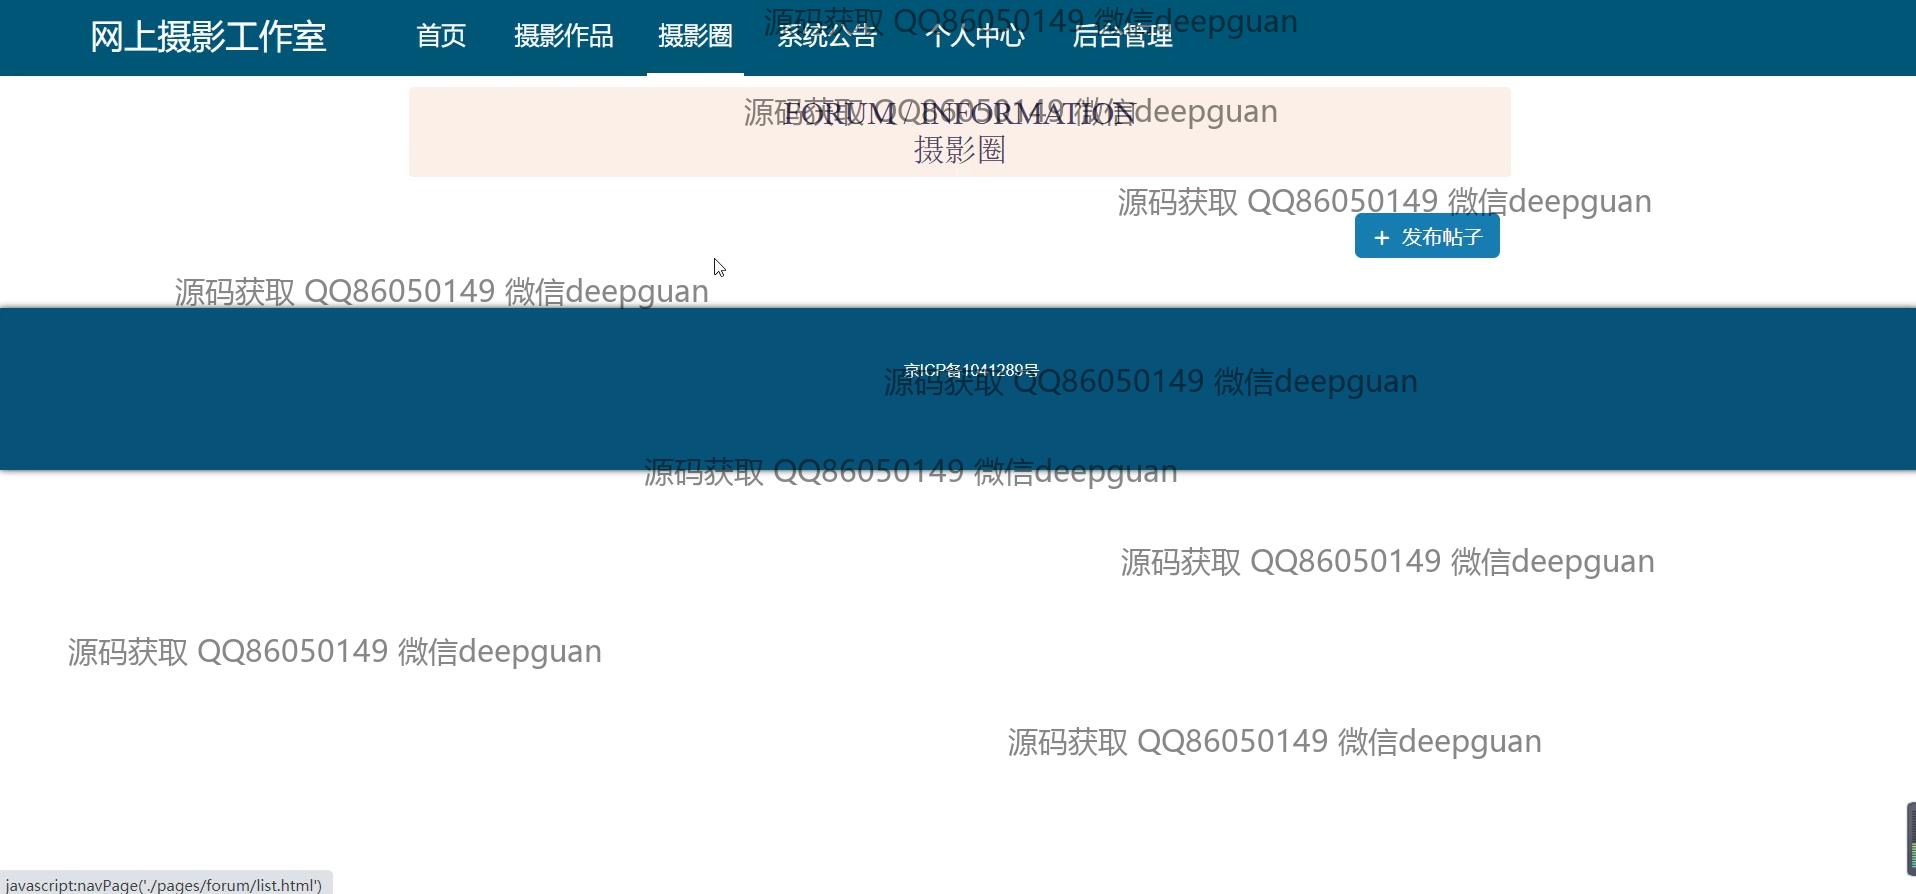 网上摄影工作室
首页 摄影作品 摄影圈 系统公告 个人中心 后台管理
源码获取 QQ86050149 微信deepguan
FORUM / INFORMATION
源码获取 QQ86050149 微信deepguan
摄影圈
源码获取 QQ86050149 微信deepguan
+ 发布帖子
源码获取 QQ86050149 微信deepguan
京ICP备1041289号
源码获取 QQ86050149 微信deepguan
源码获取 QQ86050149 微信deepguan
源码获取 QQ86050149 微信deepguan
源码获取 QQ86050149 微信deepguan
源码获取 QQ86050149 微信deepguan
javascript:navPage('./pages/forum/list.html')